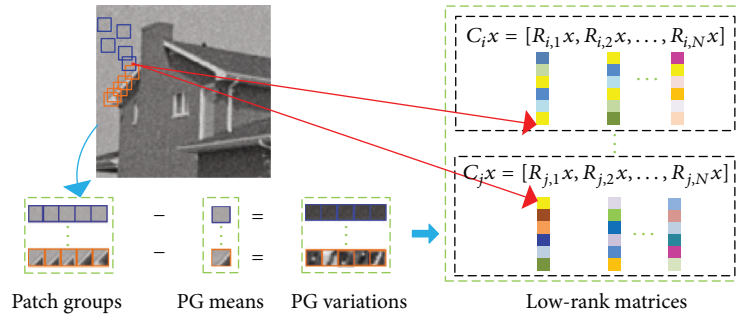 C_i x = [R_{i,1} x, R_{i,2} x, . . . , R_{i,N} x]
. . .
C_j x = [R_{j,1} x, R_{j,2} x, . . . , R_{j,N} x]
. . .
− =
− =
Patch groups PG means PG variations Low-rank matrices